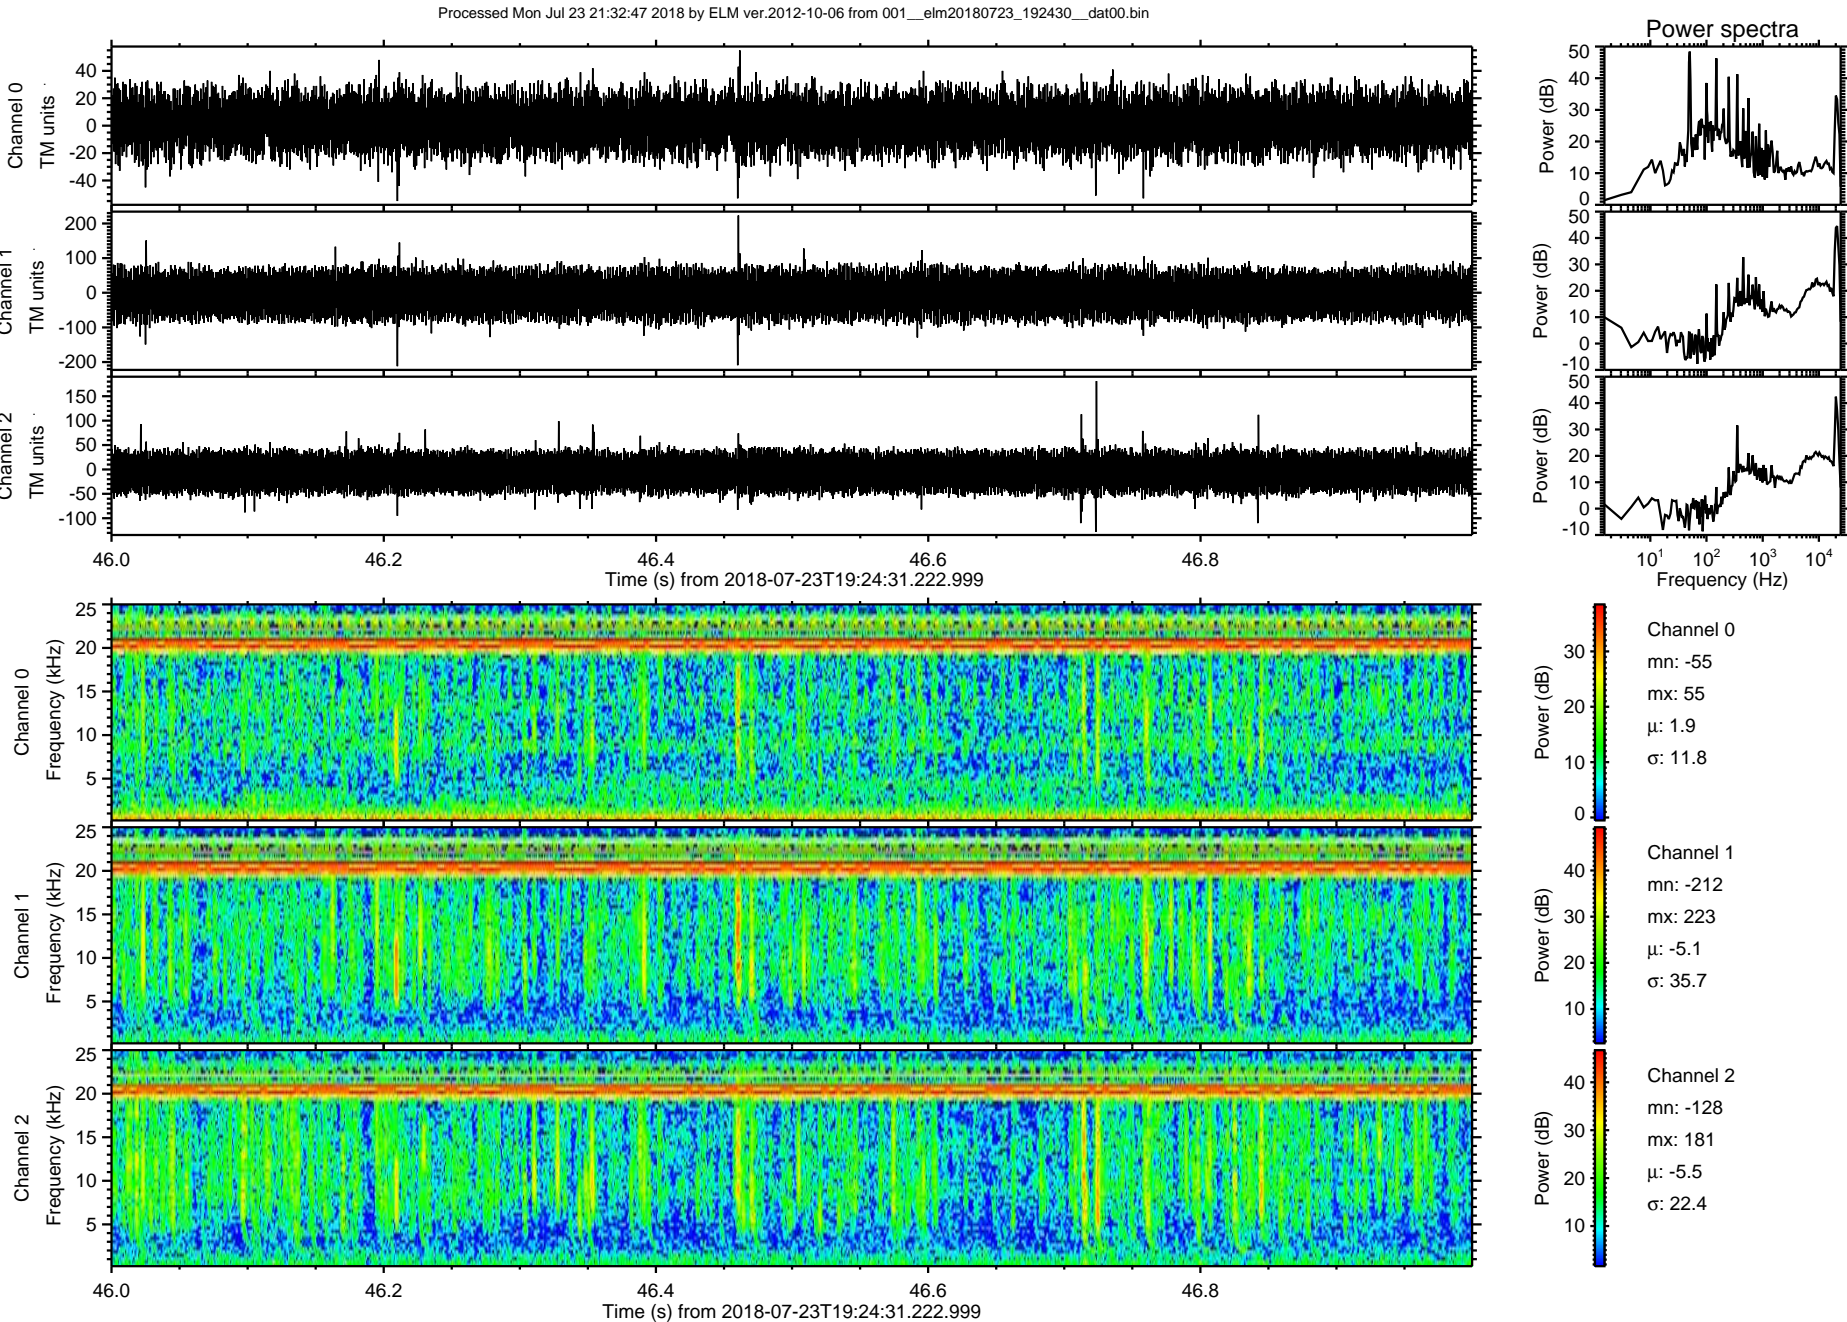 Processed Mon Jul 23 21:32:47 2018 by ELM ver.2012-10-06 from 001__elm20180723_192430__dat00.bin
Power spectra
Channel 0
TM units
40
20
0
-20
-40
Power (dB)
50
40
30
20
10
0
Channel 1
TM units
200
100
0
-100
-200
Power (dB)
50
40
30
20
10
0
-10
Channel 2
TM units
150
100
50
0
-50
-100
Power (dB)
50
40
30
20
10
0
-10
46.0 46.2 46.4 46.6 46.8
Time (s) from 2018-07-23T19:24:31.222.999
10¹ 10² 10³ 10⁴
Frequency (Hz)
Channel 0
Frequency (kHz)
25
20
15
10
5
Power (dB)
30
20
10
0
Channel 0
mn: -55
mx: 55
μ: 1.9
σ: 11.8
Channel 1
Frequency (kHz)
25
20
15
10
5
Power (dB)
40
30
20
10
Channel 1
mn: -212
mx: 223
μ: -5.1
σ: 35.7
Channel 2
Frequency (kHz)
25
20
15
10
5
Power (dB)
40
30
20
10
Channel 2
mn: -128
mx: 181
μ: -5.5
σ: 22.4
46.0 46.2 46.4 46.6 46.8
Time (s) from 2018-07-23T19:24:31.222.999